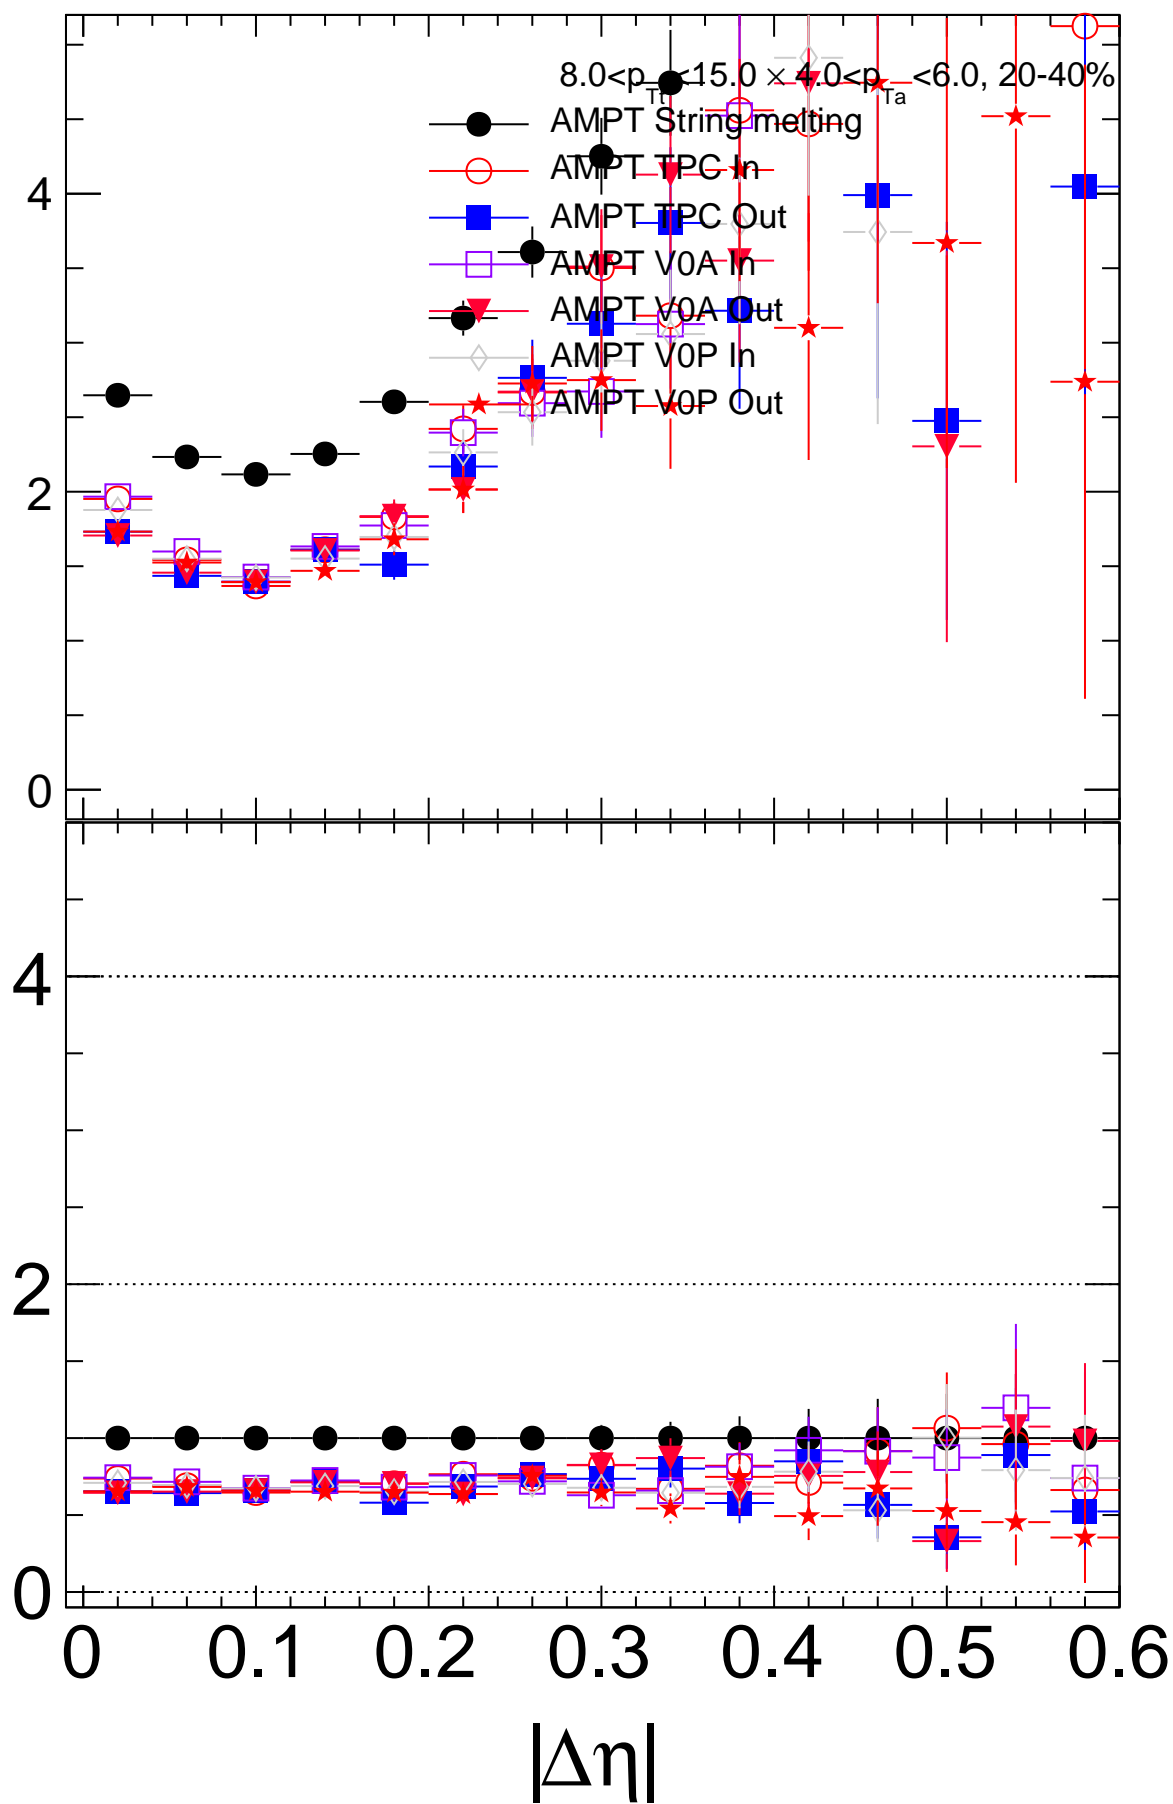 8.0<p_Tt<15.0 × 4.0<p_Ta <6.0, 20-40%
AMPT String melting
AMPT TPC In
AMPT TPC Out
AMPT V0A In
AMPT V0A Out
AMPT V0P In
AMPT V0P Out
4
2
0
4
2
0
0 0.1 0.2 0.3 0.4 0.5 0.6
|Δη|